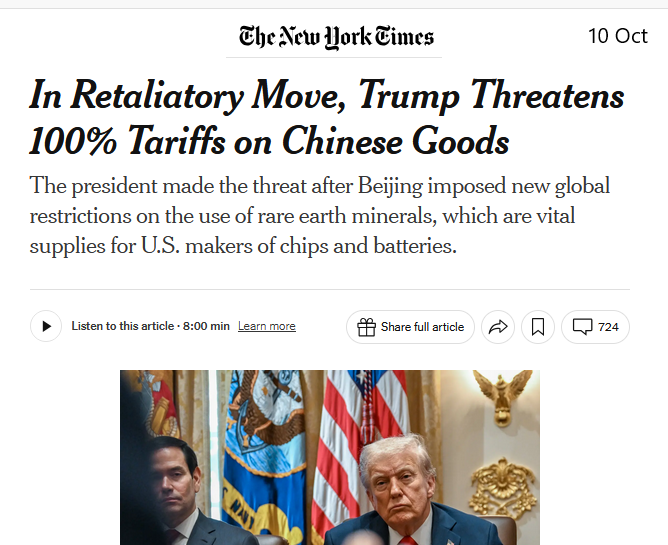 The New York Times
10 Oct
In Retaliatory Move, Trump Threatens
100% Tariffs on Chinese Goods
The president made the threat after Beijing imposed new global
restrictions on the use of rare earth minerals, which are vital
supplies for U.S. makers of chips and batteries.
Listen to this article · 8:00 min Learn more
Share full article
724